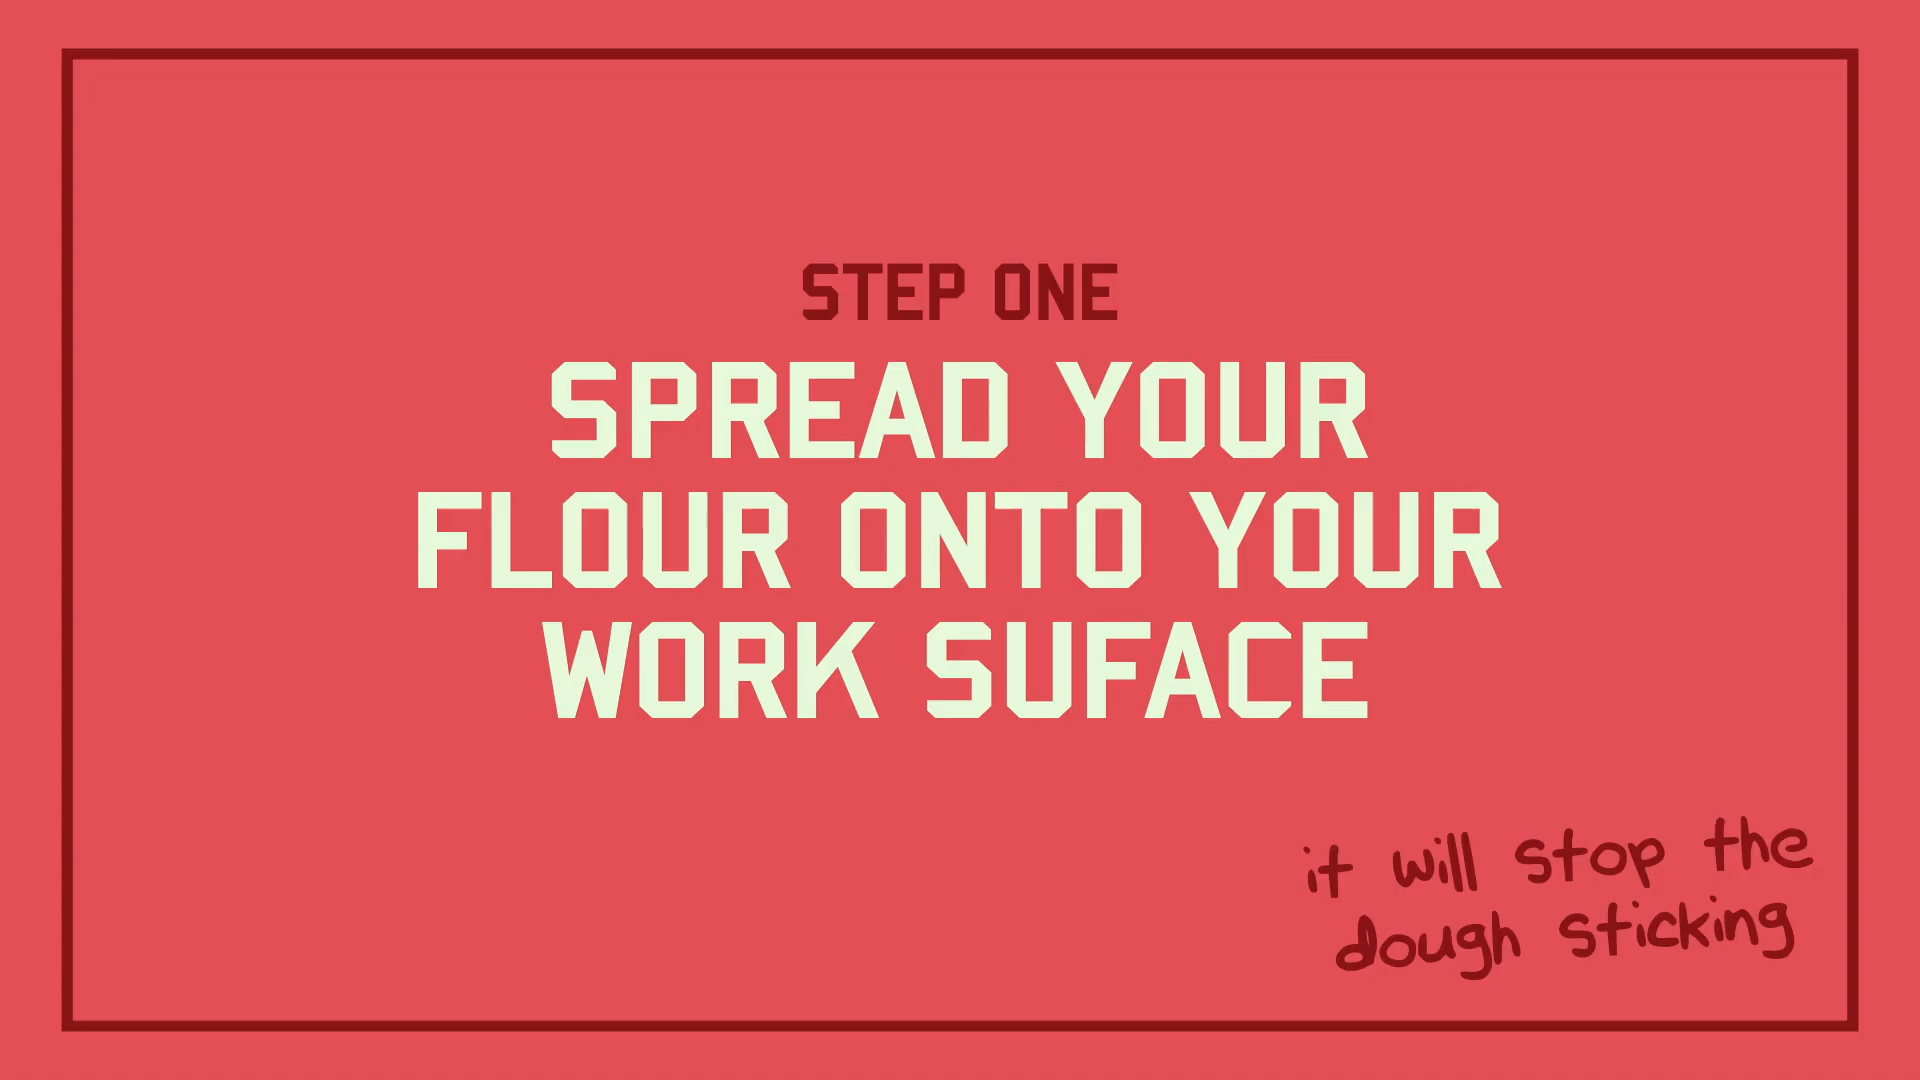 STEP ONE
SPREAD YOUR
FLOUR ONTO YOUR
WORK SUFACE
it will stop the
dough sticking